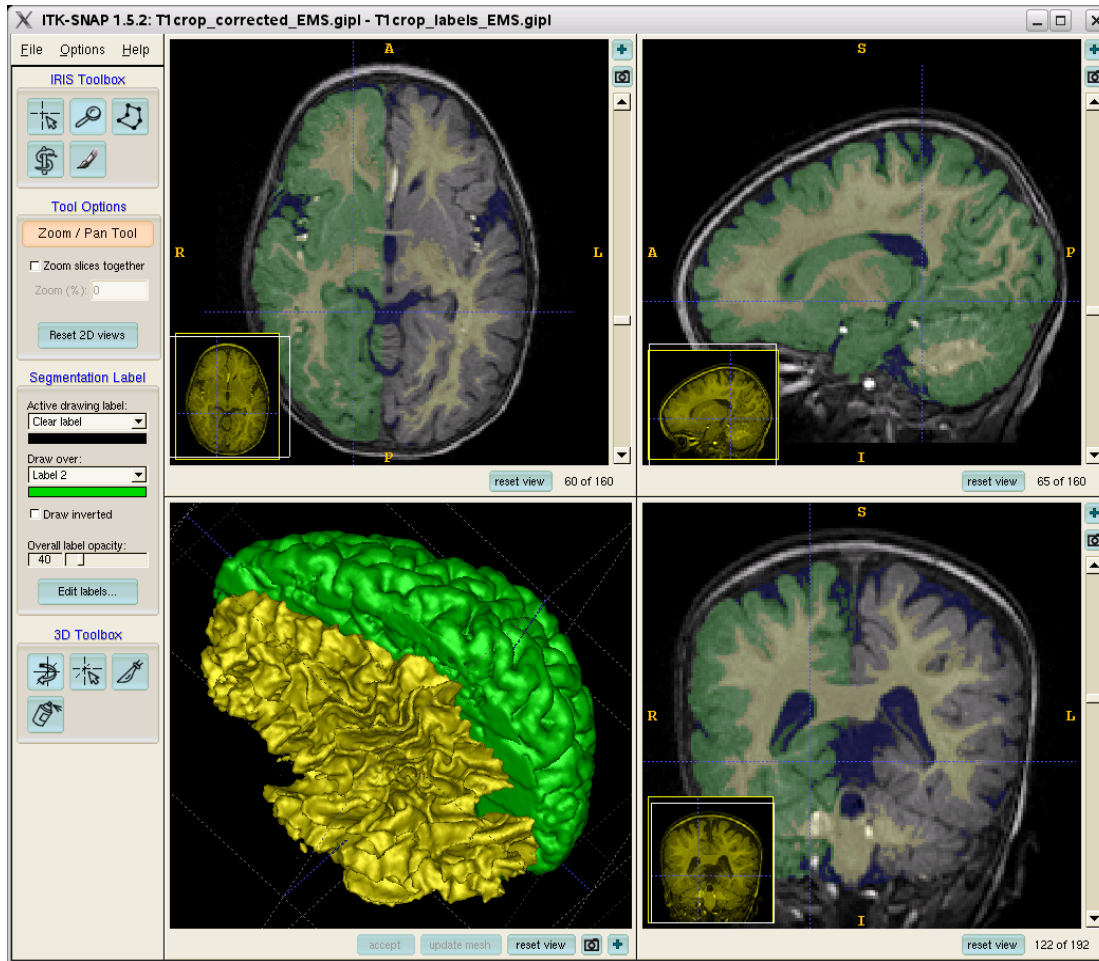 ITK-SNAP 1.5.2: T1crop_corrected_EMS.gipl - T1crop_labels_EMS.gipl
File Options Help
IRIS Toolbox
Tool Options
Zoom / Pan Tool
Zoom slices together
Zoom (%): 0
Reset 2D views
Segmentation Label
Active drawing label:
Clear label
Draw over:
Label 2
Draw inverted
Overall label opacity:
40
Edit labels...
3D Toolbox
A
R
L
P
reset view 60 of 160
S
A
P
I
reset view 65 of 160
accept update mesh reset view
S
R
L
I
reset view 122 of 192